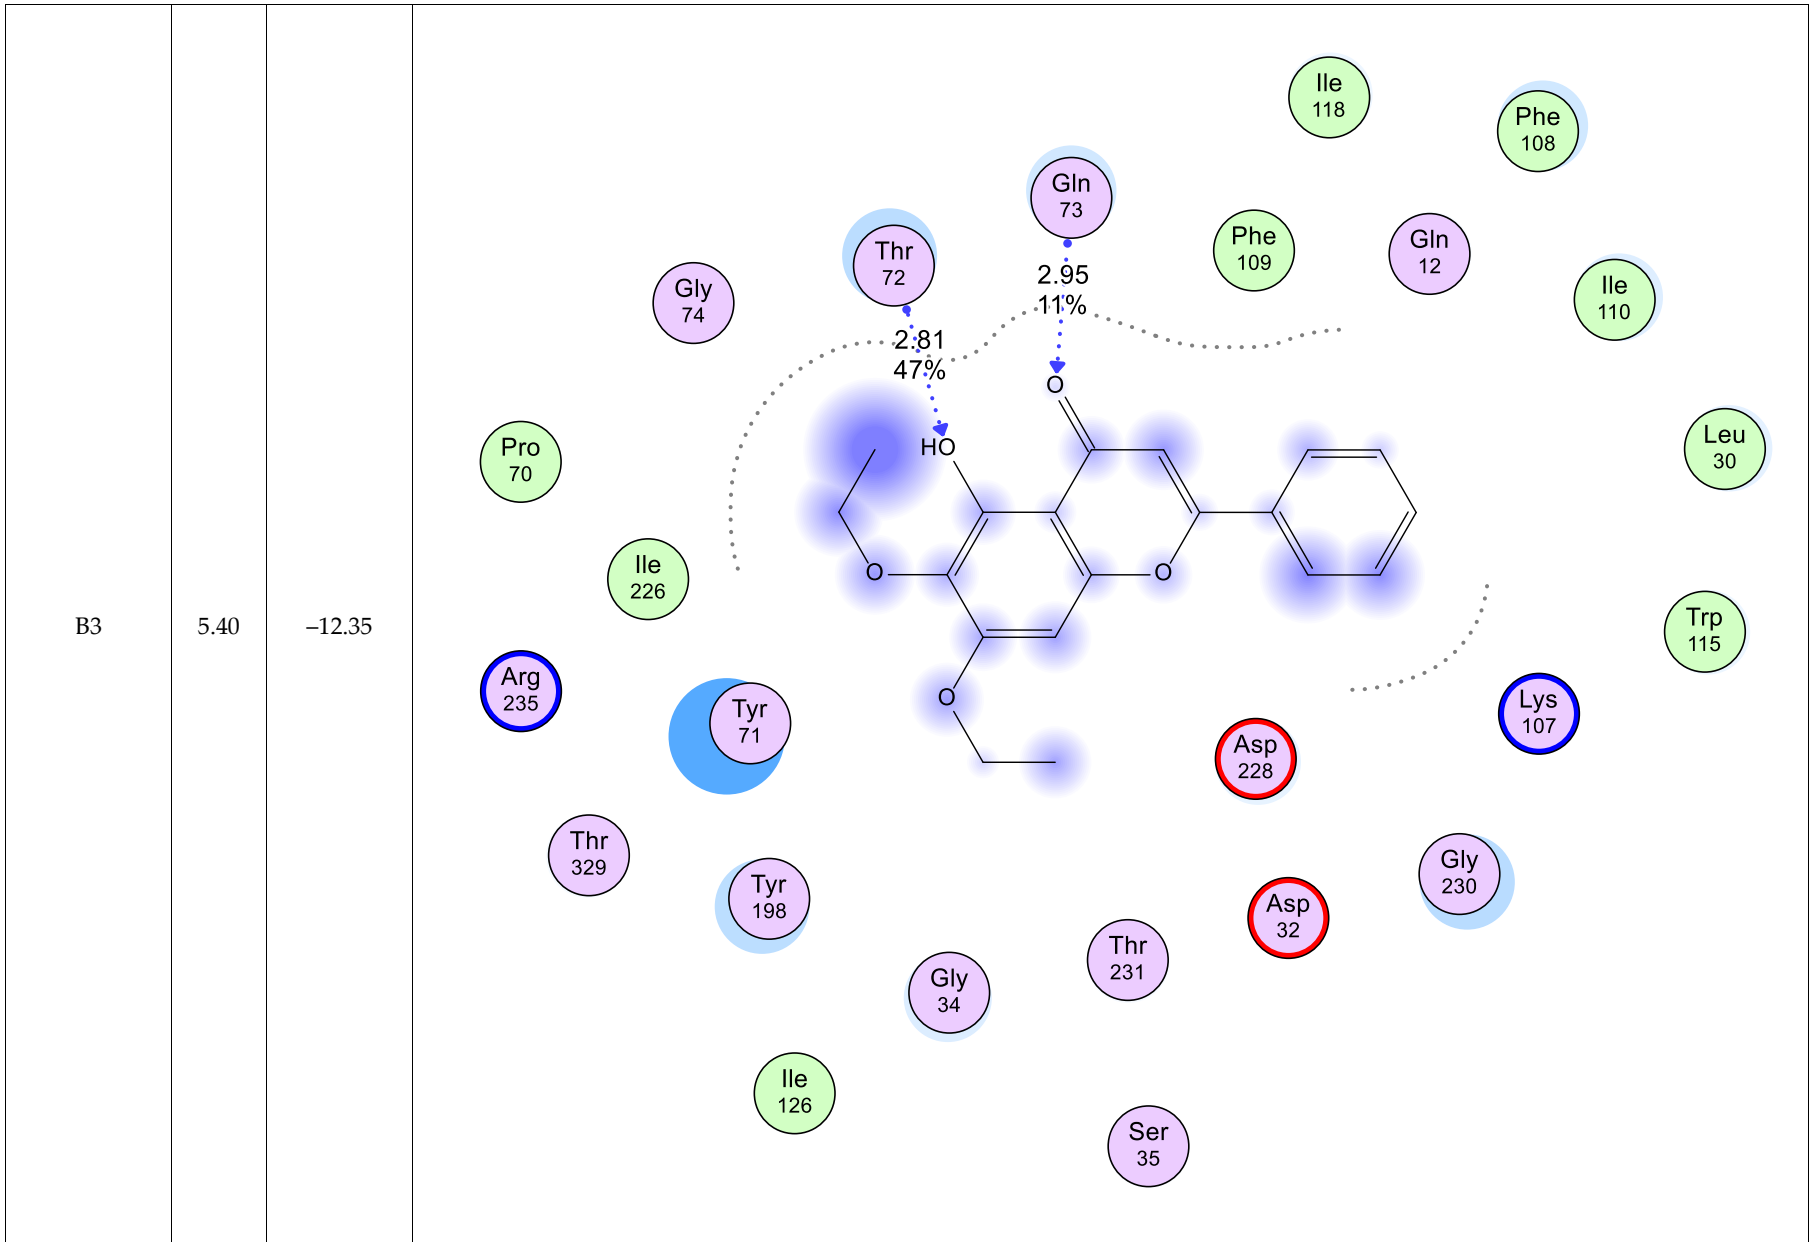 Ile
118
Phe
108
Gln
73
Phe
109
Gln
12
Thr
72
Gly
74
Ile
110
2.95
11%
2.81
47%
O
HO
Pro
70
Leu
30
Ile
226
O
O
B3 5.40 –12.35
Trp
115
Arg
235
O
Tyr
71
Lys
107
Asp
228
Thr
329
Tyr
198
Gly
230
Asp
32
Thr
231
Gly
34
Ile
126
Ser
35